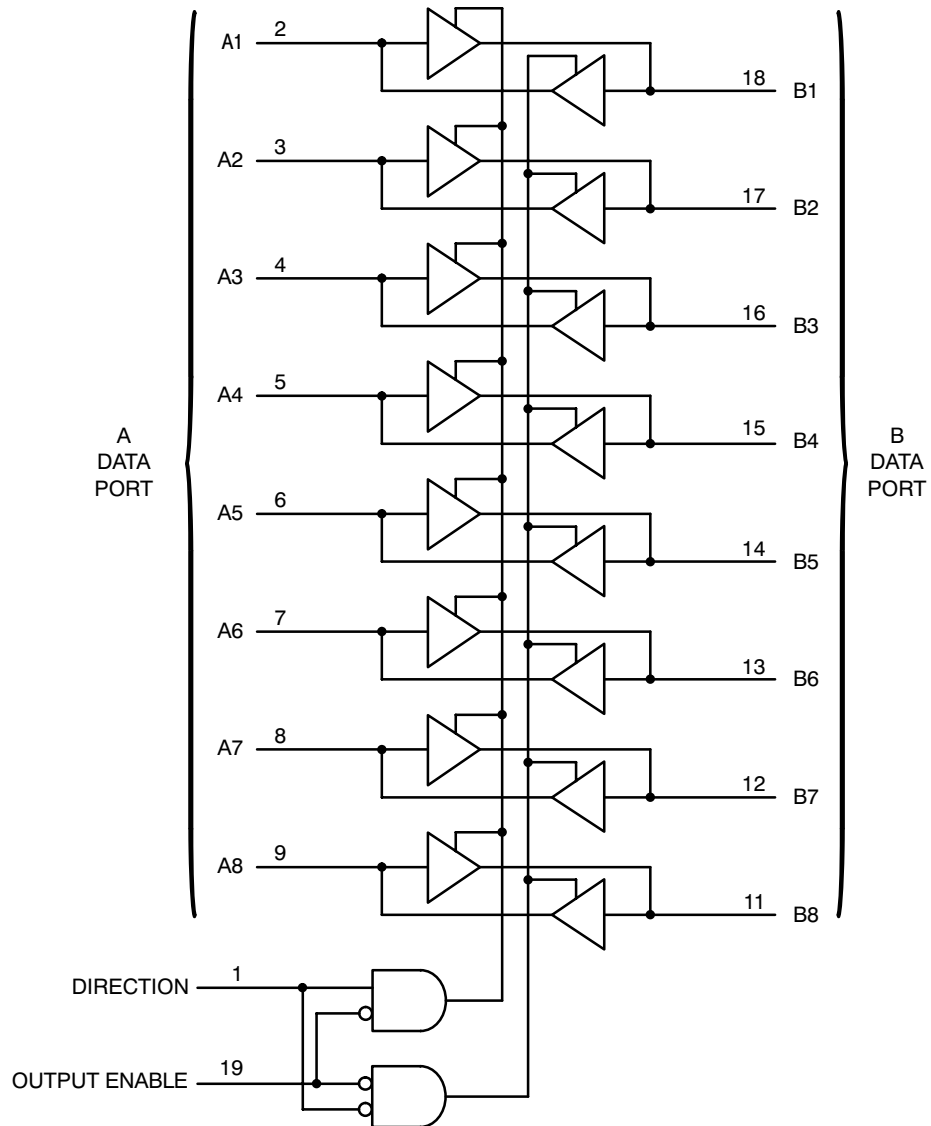 A1 2
18 B1
A2 3
17 B2
A3 4
16 B3
A4 5
15 B4
A
DATA
PORT
B
DATA
PORT
A5 6
14 B5
A6 7
13 B6
A7 8
12 B7
A8 9
11 B8
DIRECTION 1
OUTPUT ENABLE 19